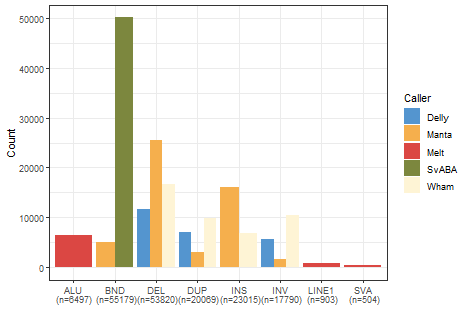 50000
40000
30000
20000
10000
0
Count
ALU BND DEL DUP INS INV LINE1 SVA
(n=6497) (n=55179) (n=53820) (n=20069) (n=23015) (n=17790) (n=903) (n=504)
Caller
Delly
Manta
Melt
SvABA
Wham